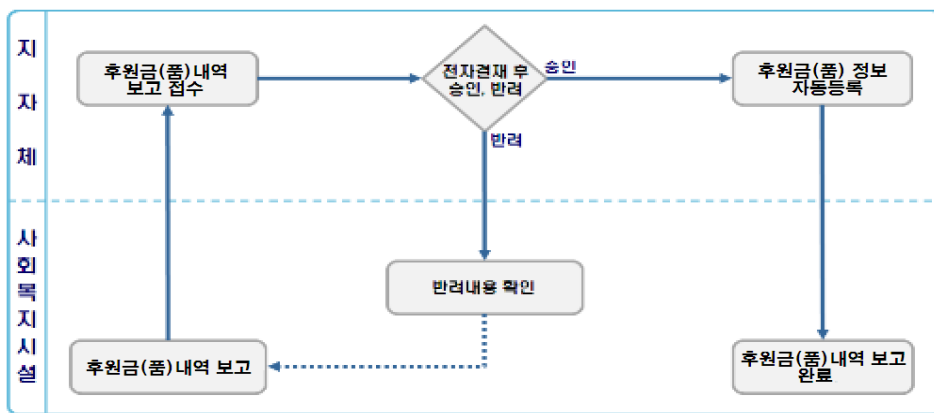 지자체
후원금(품)내역
보고 접수
전자결재 후
승인, 반려
승인
후원금(품) 정보
자동등록
반려
사회복지시설
반려내용 확인
후원금(품)내역 보고
후원금(품)내역 보고
완료